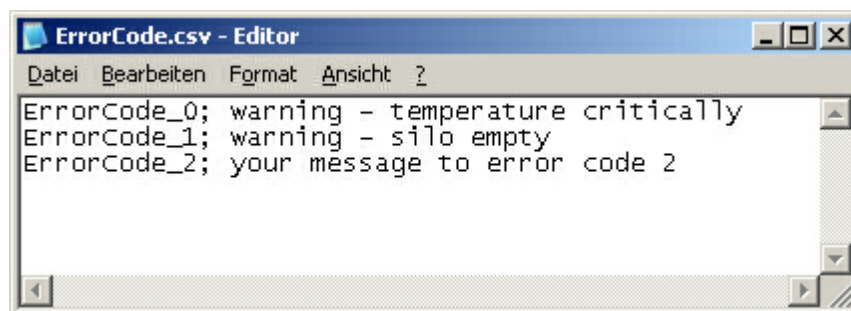 ErrorCode.csv - Editor
Datei Bearbeiten Format Ansicht ?
ErrorCode_0; warning – temperature critically
ErrorCode_1; warning – silo empty
ErrorCode_2; your message to error code 2